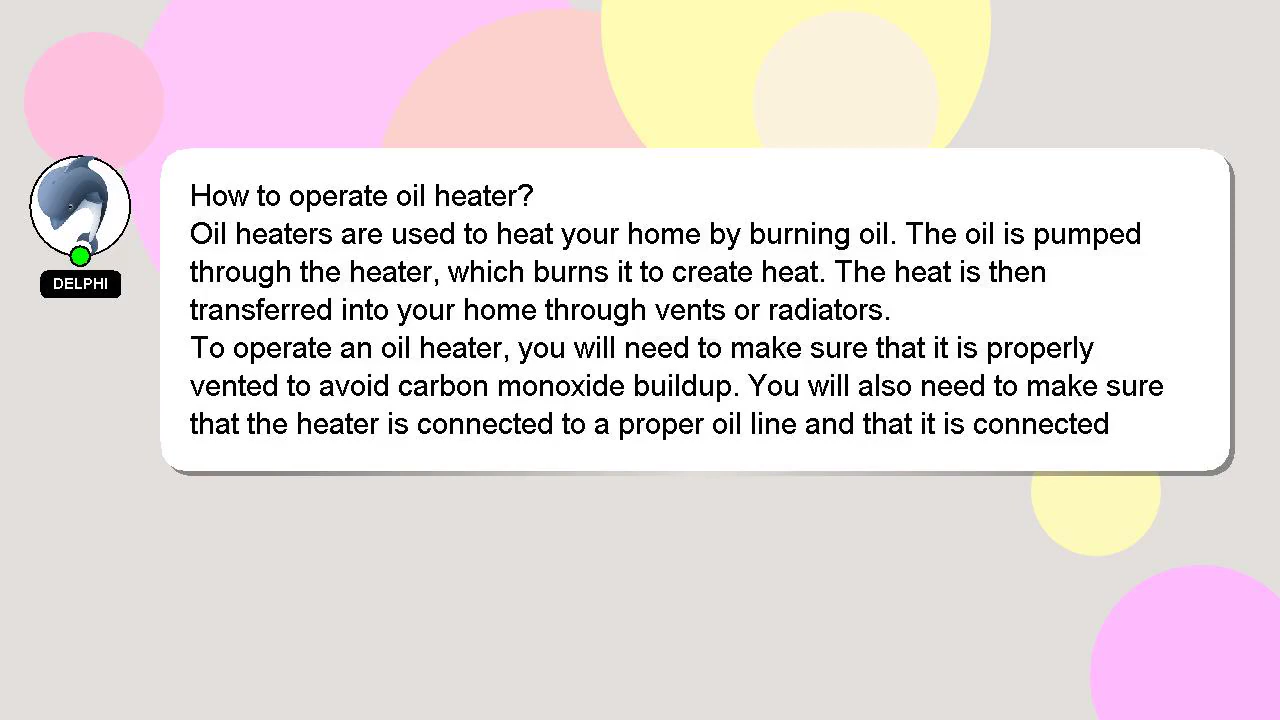 How to operate oil heater?
Oil heaters are used to heat your home by burning oil. The oil is pumped
through the heater, which burns it to create heat. The heat is then
transferred into your home through vents or radiators.
To operate an oil heater, you will need to make sure that it is properly
vented to avoid carbon monoxide buildup. You will also need to make sure
that the heater is connected to a proper oil line and that it is connected
DELPHI